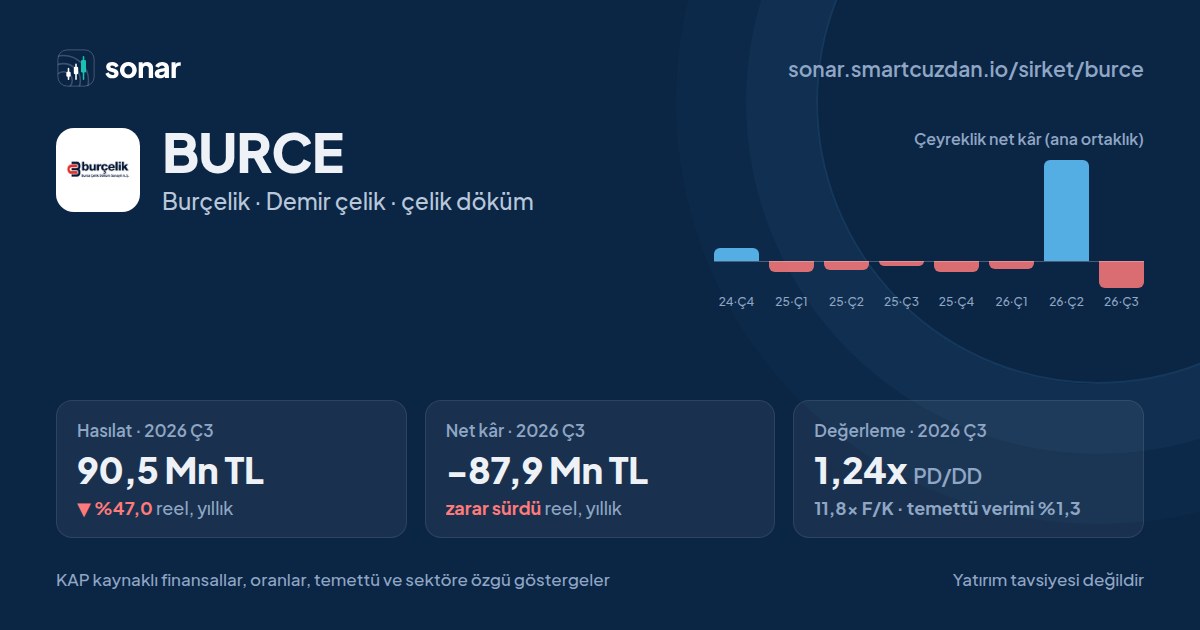 sonar
sonar.smartcuzdan.io/sirket/burce
burçelik
BURCE
Burçelik · Demir çelik · çelik döküm
Çeyreklik net kâr (ana ortaklık)
24-Ç4 25-Ç1 25-Ç2 25-Ç3 25-Ç4 26-Ç1 26-Ç2 26-Ç3
Hasılat · 2026 Ç3
90,5 Mn TL
▼ %47,0 reel, yıllık
Net kâr · 2026 Ç3
−87,9 Mn TL
zarar sürdü reel, yıllık
Değerleme · 2026 Ç3
1,24x PD/DD
11,8× F/K · temettü verimi %1,3
KAP kaynaklı finansallar, oranlar, temettü ve sektöre özgü göstergeler
Yatırım tavsiyesi değildir